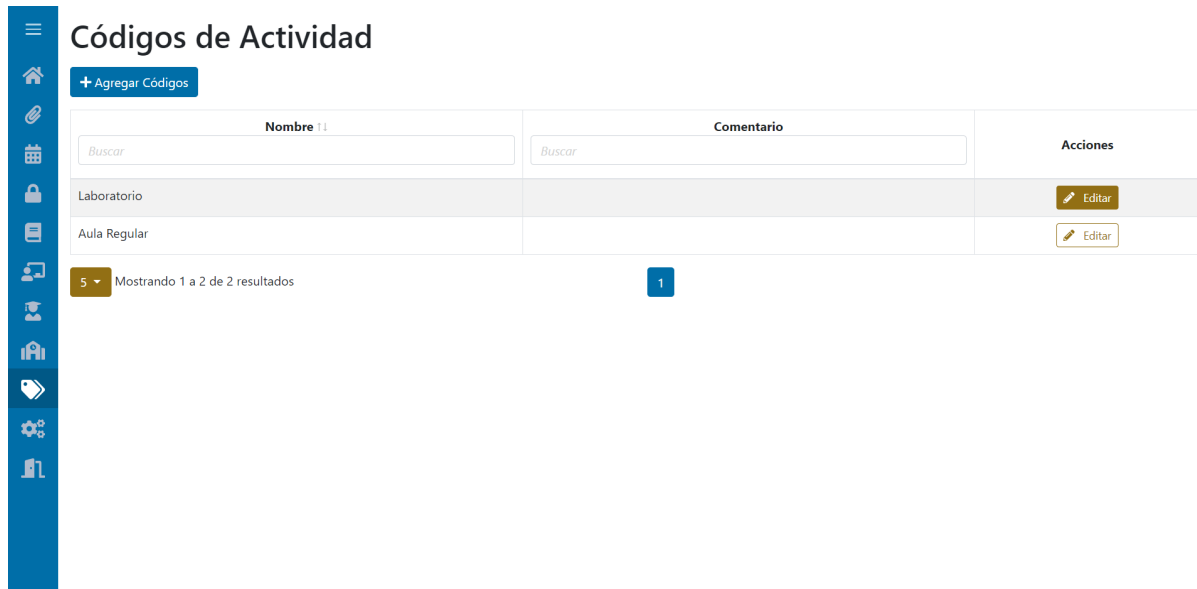 Códigos de Actividad
Agregar Códigos
Nombre Comentario Acciones
Buscar Buscar
Laboratorio Editar
Aula Regular Editar
5 Mostrando 1 a 2 de 2 resultados 1